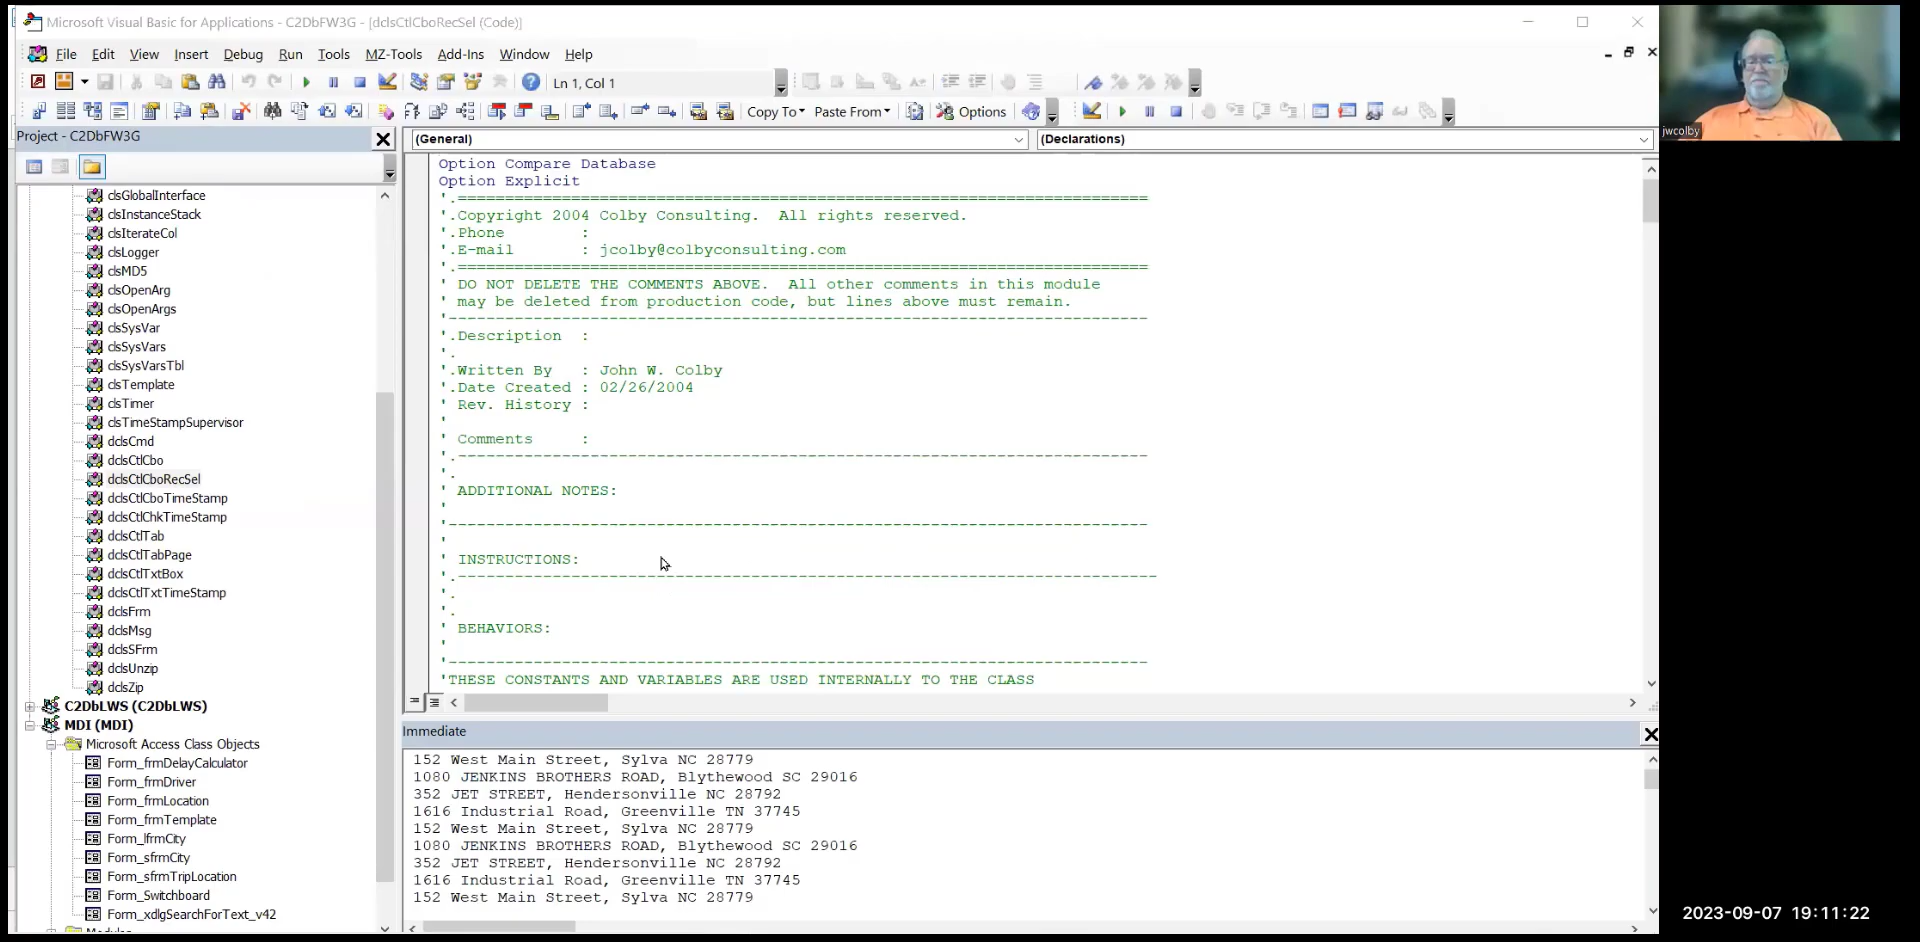 Microsoft Visual Basic for Applications - C2DbFW3G - [dclsCtlCboRecSel (Code)]
File Edit View Insert Debug Run Tools MZ-Tools Add-Ins Window Help
Ln 1, Col 1
Copy To Paste From Options
Project - C2DbFW3G
clsGlobalInterface
clsInstanceStack
clsIterateCol
clsLogger
clsMD5
clsOpenArg
clsOpenArgs
clsSysVar
clsSysVars
clsSysVarsTbl
clsTemplate
clsTimer
clsTimeStampSupervisor
dclsCmd
dclsCtlCbo
dclsCtlCboRecSel
dclsCtlCboTimeStamp
dclsCtlChkTimeStamp
dclsCtlTab
dclsCtlTabPage
dclsCtlTxtBox
dclsCtlTxtTimeStamp
dclsFrm
dclsMsg
dclsSFrm
dclsUnzip
dclsZip
C2DbLWS (C2DbLWS)
MDI (MDI)
Microsoft Access Class Objects
Form_frmDelayCalculator
Form_frmDriver
Form_frmLocation
Form_frmTemplate
Form_lfrmCity
Form_sfrmCity
Form_sfrmTripLocation
Form_Switchboard
Form_xdlgSearchForText_v42
(General) (Declarations)
Option Compare Database
Option Explicit
'.=========================================================================
'.Copyright 2004 Colby Consulting.  All rights reserved.
'.Phone        :
'.E-mail       : jcolby@colbyconsulting.com
'.=========================================================================
' DO NOT DELETE THE COMMENTS ABOVE.  All other comments in this module
' may be deleted from production code, but lines above must remain.
'--------------------------------------------------------------------------
'.Description  :
'.
'.Written By   : John W. Colby
'.Date Created : 02/26/2004
' Rev. History :
'
' Comments     :
'.-------------------------------------------------------------------------
'.
' ADDITIONAL NOTES:
'
'--------------------------------------------------------------------------
'
' INSTRUCTIONS:
'.--------------------------------------------------------------------------
'.
'.
' BEHAVIORS:
'
'--------------------------------------------------------------------------
'THESE CONSTANTS AND VARIABLES ARE USED INTERNALLY TO THE CLASS
Immediate
152 West Main Street, Sylva NC 28779
1080 JENKINS BROTHERS ROAD, Blythewood SC 29016
352 JET STREET, Hendersonville NC 28792
1616 Industrial Road, Greenville TN 37745
152 West Main Street, Sylva NC 28779
1080 JENKINS BROTHERS ROAD, Blythewood SC 29016
352 JET STREET, Hendersonville NC 28792
1616 Industrial Road, Greenville TN 37745
152 West Main Street, Sylva NC 28779
jwcolby
2023-09-07 19:11:22